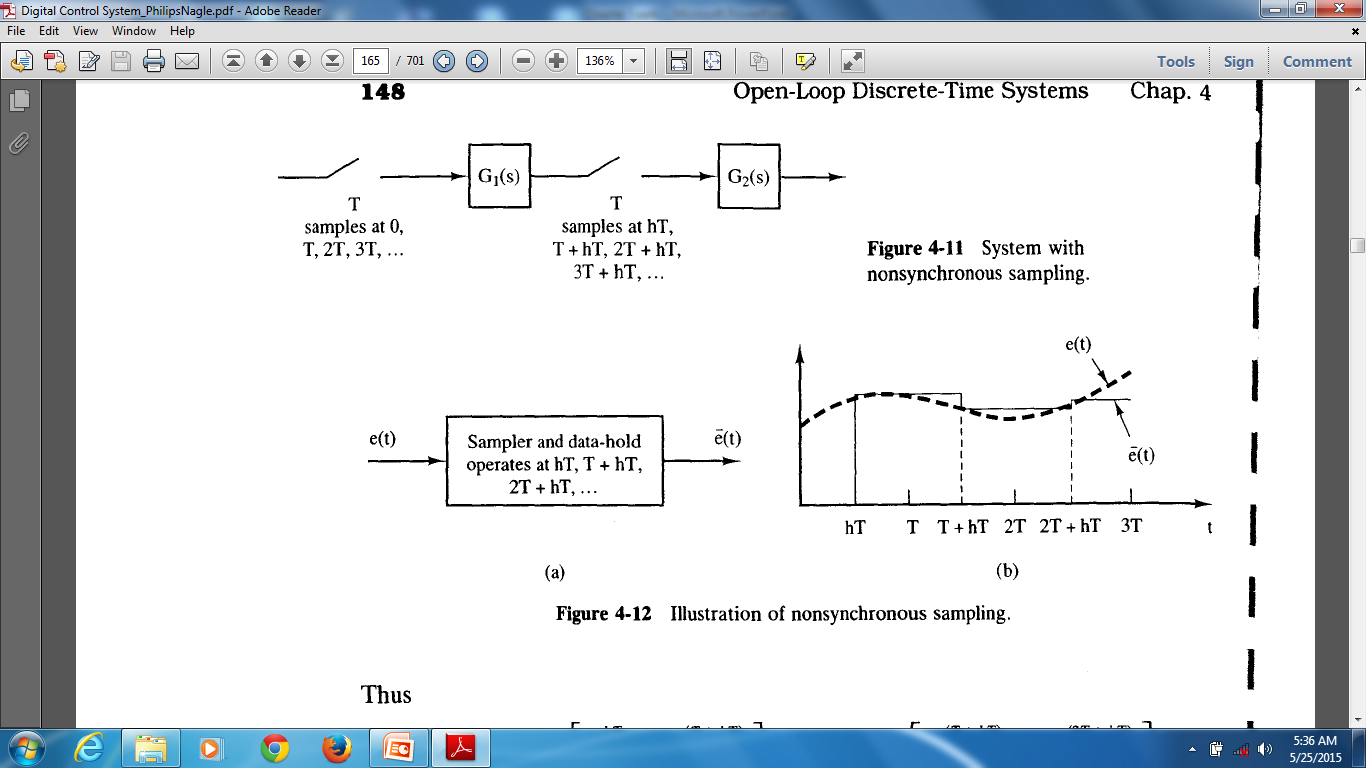 Digital Control System_PhilipsNagle.pdf - Adobe Reader
File Edit View Window Help
165 / 701
136%
Tools Sign Comment
148 Open-Loop Discrete-Time Systems Chap. 4
G₁(s)
G₂(s)
T
samples at 0,
T, 2T, 3T, ...
T
samples at hT,
T + hT, 2T + hT,
3T + hT, ...
Figure 4-11 System with
nonsynchronous sampling.
e(t)
Sampler and data-hold
operates at hT, T + hT,
2T + hT, ...
ē(t)
(a)
e(t)
ē(t)
hT T T + hT 2T 2T + hT 3T t
(b)
Figure 4-12 Illustration of nonsynchronous sampling.
Thus
5:36 AM
5/25/2015